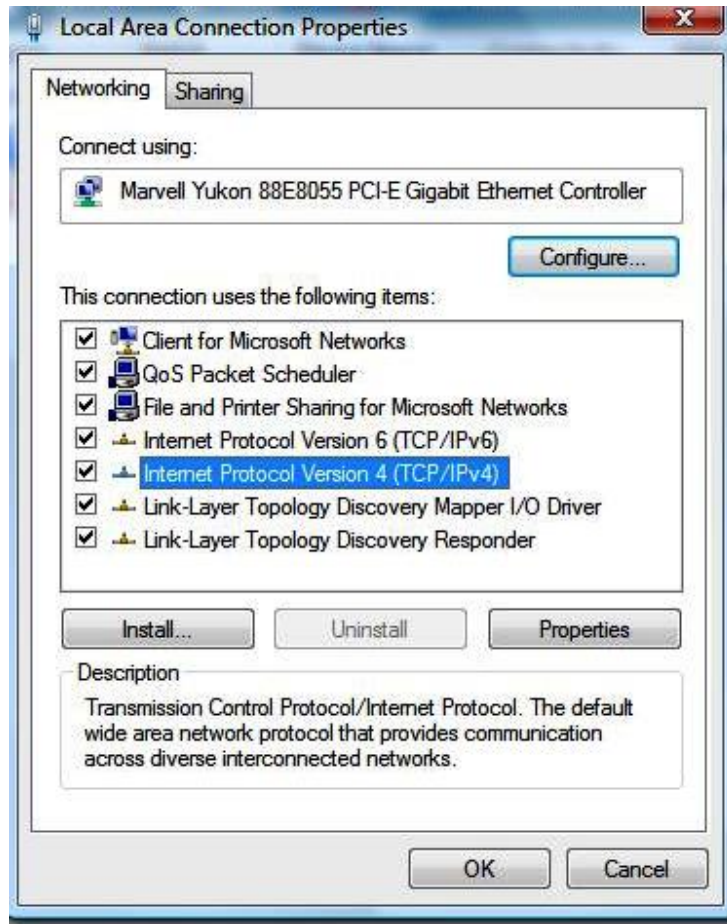 Local Area Connection Properties
Networking
Sharing
Connect using:
Marvell Yukon 88E8055 PCI-E Gigabit Ethernet Controller
Configure...
This connection uses the following items:
Client for Microsoft Networks
QoS Packet Scheduler
File and Printer Sharing for Microsoft Networks
Internet Protocol Version 6 (TCP/IPv6)
Internet Protocol Version 4 (TCP/IPv4)
Link-Layer Topology Discovery Mapper I/O Driver
Link-Layer Topology Discovery Responder
Install...
Uninstall
Properties
Description
Transmission Control Protocol/Internet Protocol. The default
wide area network protocol that provides communication
across diverse interconnected networks.
OK
Cancel